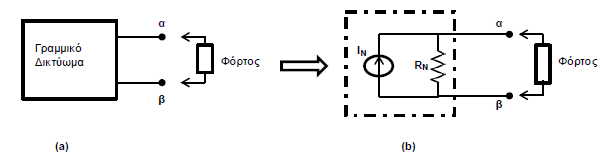 Γραμμικό
Δικτύωμα
α
β
Φόρτος
(a)
I_N
R_N
α
β
Φόρτος
(b)